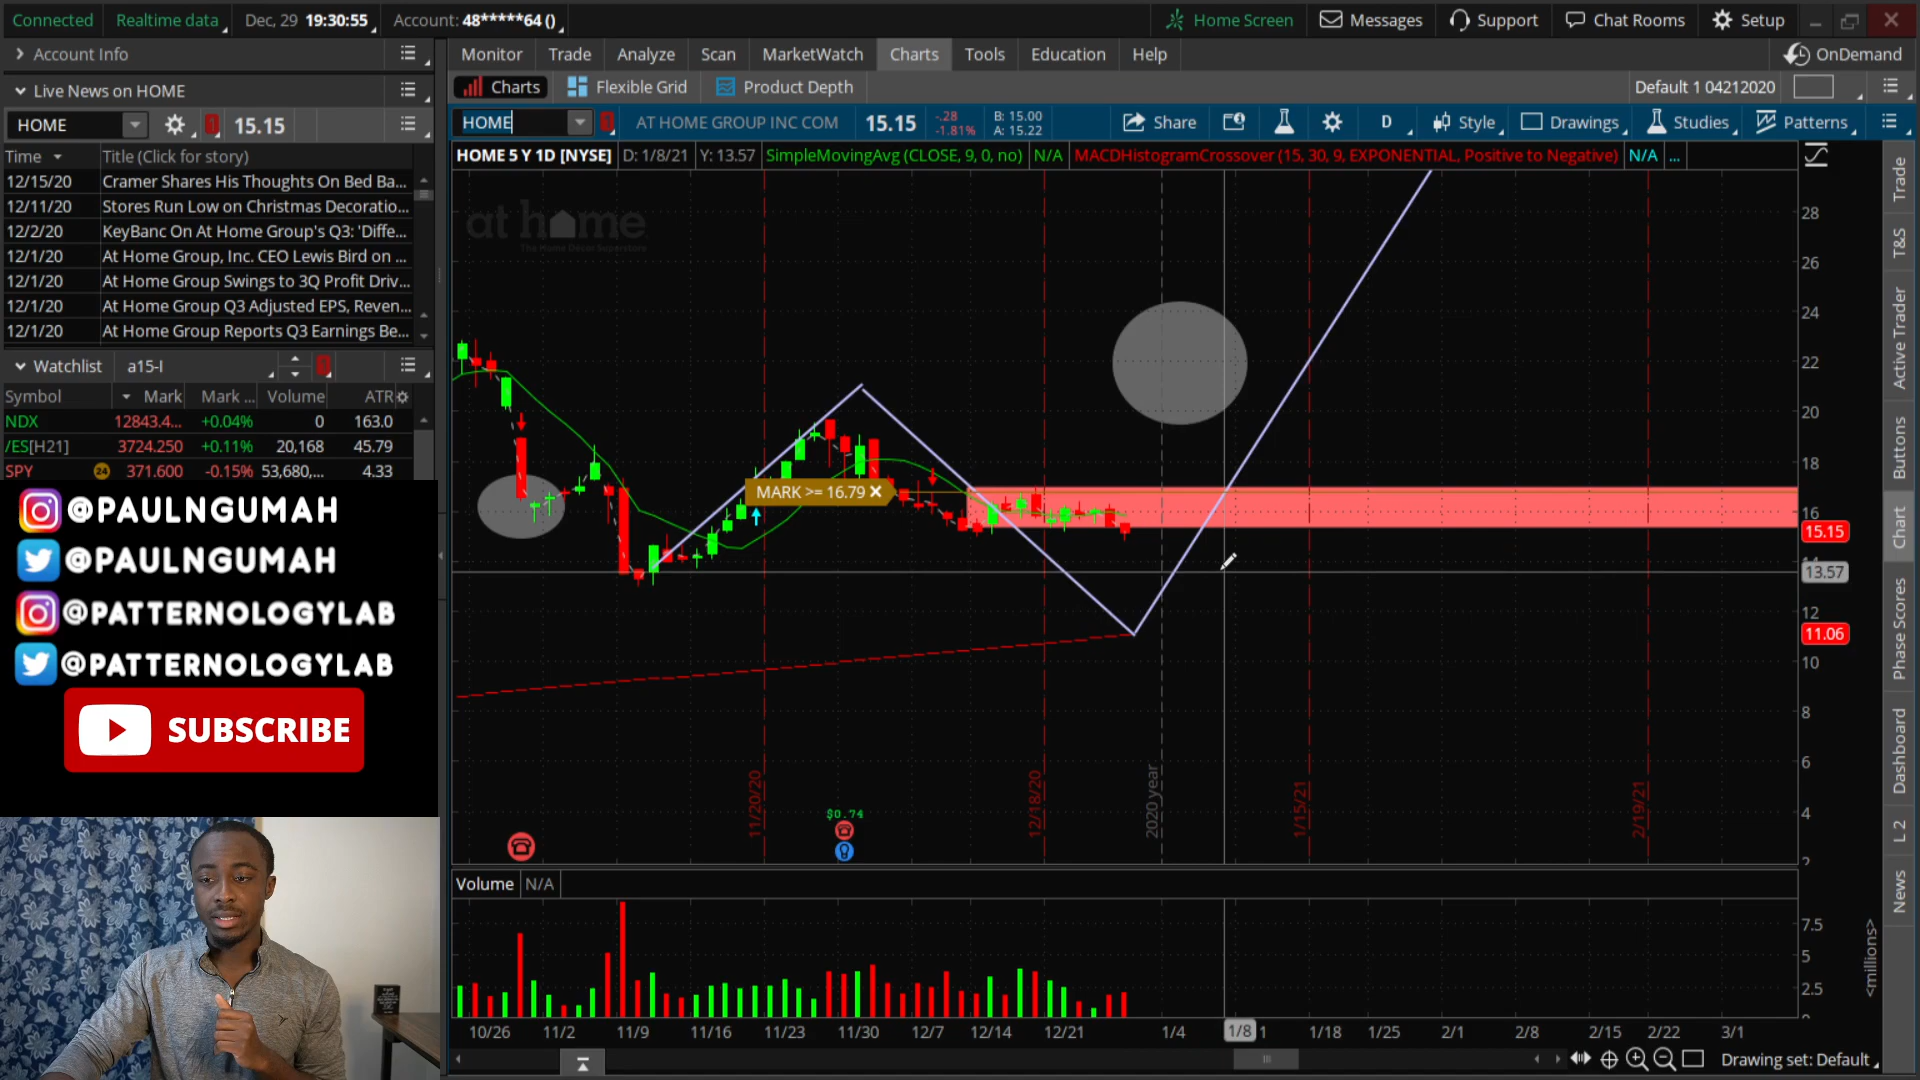 Connected Realtime data Dec, 29 19:30:55 Account: 48*****64 () Home Screen Messages Support Chat Rooms Setup
Account Info Monitor Trade Analyze Scan MarketWatch Charts Tools Education Help OnDemand
Live News on HOME Charts Flexible Grid Product Depth Default 1 04212020
HOME 15.15 HOME AT HOME GROUP INC COM 15.15 -.28 -1.81% B: 15.00 A: 15.22 Share D Style Drawings Studies Patterns
HOME 5 Y 1D [NYSE] D: 1/8/21 Y: 13.57 SimpleMovingAvg (CLOSE, 9, 0, no) N/A MACDHistogramCrossover (15, 30, 9, EXPONENTIAL, Positive to Negative) N/A ...
Time Title (Click for story)
12/15/20 Cramer Shares His Thoughts On Bed Ba...
12/11/20 Stores Run Low on Christmas Decoratio...
12/2/20 KeyBanc On At Home Group's Q3: 'Diffe...
12/1/20 At Home Group, Inc. CEO Lewis Bird on ...
12/1/20 At Home Group Swings to 3Q Profit Driv...
12/1/20 At Home Group Q3 Adjusted EPS, Reven...
12/1/20 At Home Group Reports Q3 Earnings Be...
Watchlist a15-I
Symbol Mark Mark ... Volume ATR
NDX 12843.4... +0.04% 0 163.0
/ES[H21] 3724.250 +0.11% 20,168 45.79
SPY 24 371.600 -0.15% 53,680,... 4.33
@PAULNGUMAH
@PAULNGUMAH
@PATTERNOLOGYLAB
@PATTERNOLOGYLAB
SUBSCRIBE
at home
The Home Décor Superstore
MARK >= 16.79
28
26
24
22
20
18
16
15.15
14
13.57
12
11.06
10
8
6
4
2
11/20/20
12/18/20
2020 year
1/15/21
2/19/21
$0.74
Volume N/A
7.5
5
2.5
0
<millions>
10/26 11/2 11/9 11/16 11/23 11/30 12/7 12/14 12/21 1/4 1/8 1 1/18 1/25 2/1 2/8 2/15 2/22 3/1
Drawing set: Default
Trade
T&S
Active Trader
Buttons
Chart
Phase Scores
Dashboard
L 2
News